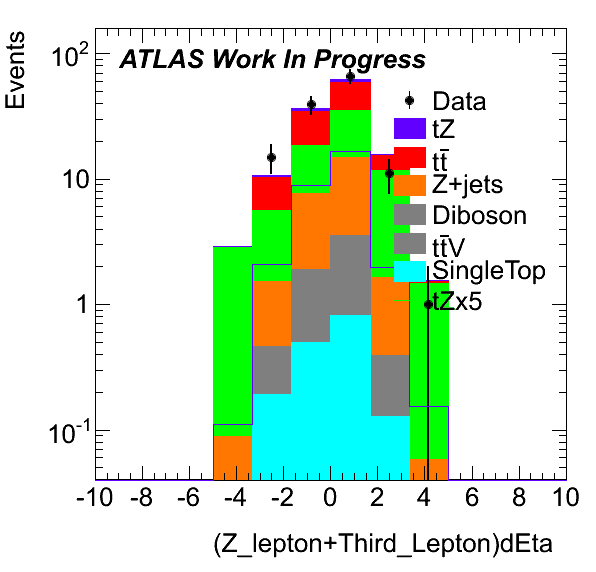 Events
10²
10
1
10⁻¹
ATLAS Work In Progress
Data
tZ
tt̄
Z+jets
Diboson
tt̄V
SingleTop
tZx5
-10 -8 -6 -4 -2 0 2 4 6 8 10
(Z_lepton+Third_Lepton)dEta